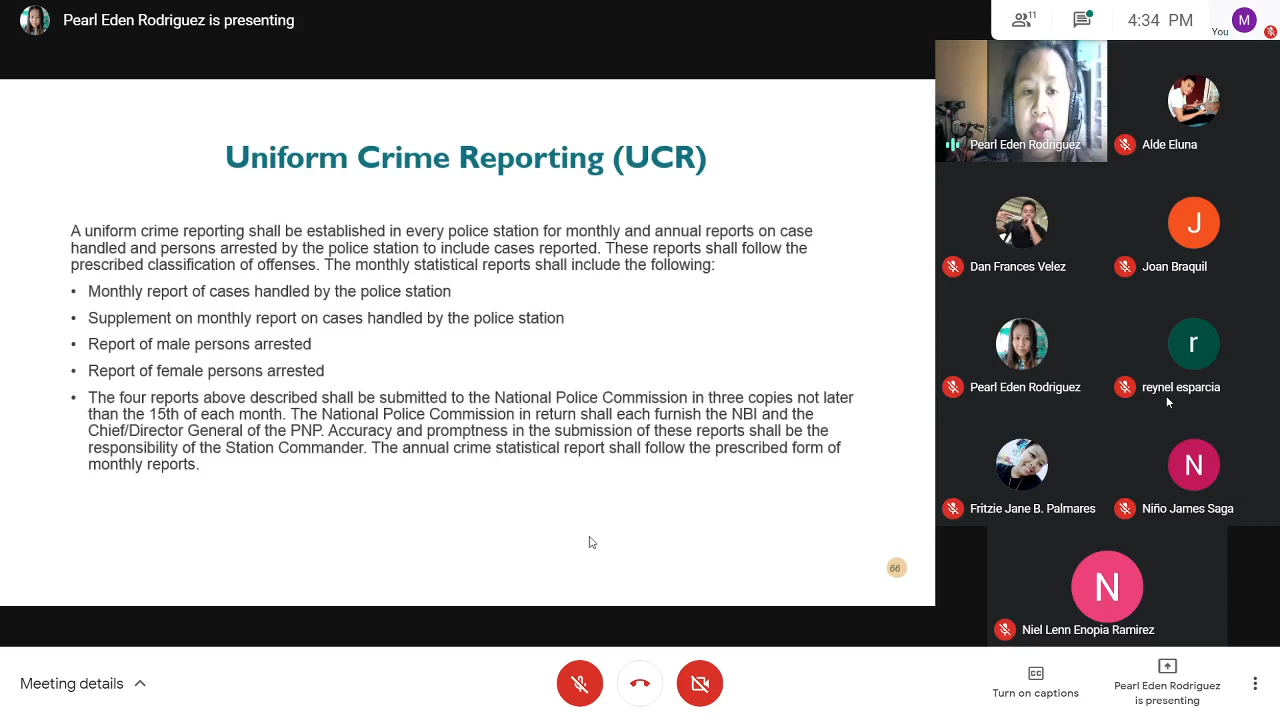 Pearl Eden Rodriguez is presenting
11
4:34 PM
You
M
Uniform Crime Reporting (UCR)
A uniform crime reporting shall be established in every police station for monthly and annual reports on case
handled and persons arrested by the police station to include cases reported. These reports shall follow the
prescribed classification of offenses. The monthly statistical reports shall include the following:
• Monthly report of cases handled by the police station
• Supplement on monthly report on cases handled by the police station
• Report of male persons arrested
• Report of female persons arrested
• The four reports above described shall be submitted to the National Police Commission in three copies not later
than the 15th of each month. The National Police Commission in return shall each furnish the NBI and the
Chief/Director General of the PNP. Accuracy and promptness in the submission of these reports shall be the
responsibility of the Station Commander. The annual crime statistical report shall follow the prescribed form of
monthly reports.
66
Pearl Eden Rodriguez
Alde Eluna
Dan Frances Velez
J
Joan Braquil
Pearl Eden Rodriguez
r
reynel esparcia
Fritzie Jane B. Palmares
N
Niño James Saga
N
Niel Lenn Enopia Ramirez
Meeting details
CC
Turn on captions
Pearl Eden Rodriguez
is presenting